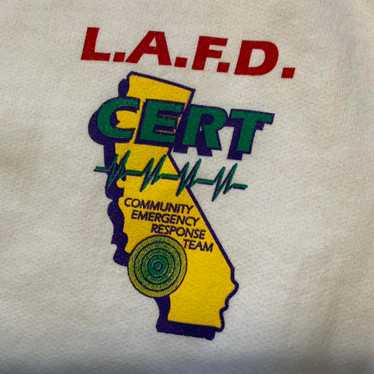 L.A.F.D.
CERT
COMMUNITY
EMERGENCY
RESPONSE
TEAM